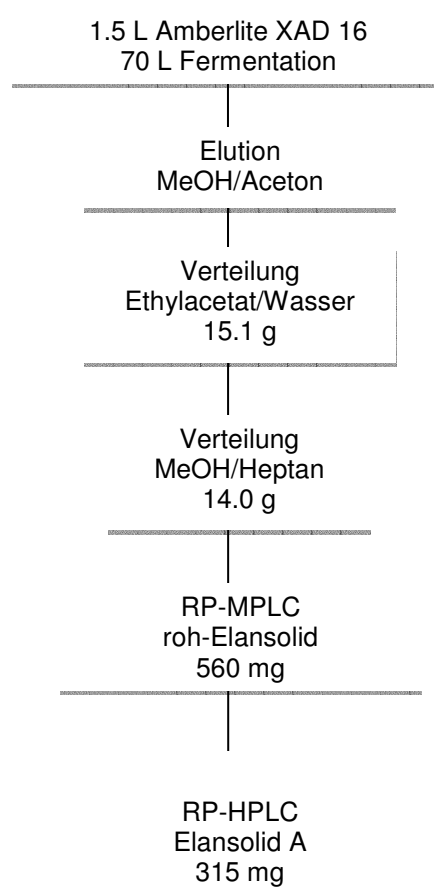 1.5 L Amberlite XAD 16
70 L Fermentation
Elution
MeOH/Aceton
Verteilung
Ethylacetat/Wasser
15.1 g
Verteilung
MeOH/Heptan
14.0 g
RP-MPLC
roh-Elansolid
560 mg
RP-HPLC
Elansolid A
315 mg